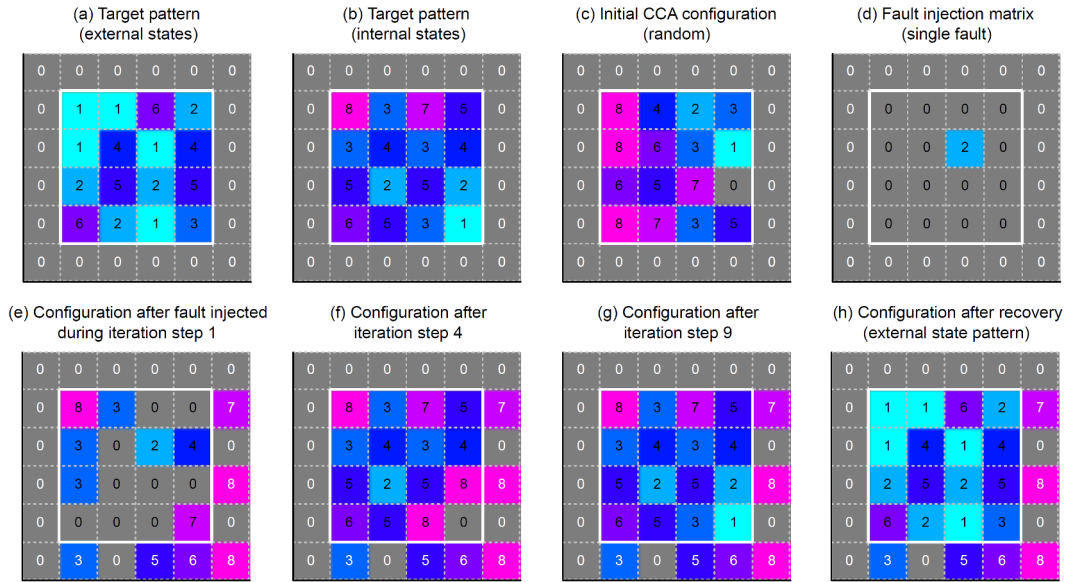 (a) Target pattern
(external states)
0 0 0 0 0 0
0 1 1 6 2 0
0 1 4 1 4 0
0 2 5 2 5 0
0 6 2 1 3 0
0 0 0 0 0 0
(b) Target pattern
(internal states)
0 0 0 0 0 0
0 8 3 7 5 0
0 3 4 3 4 0
0 5 2 5 2 0
0 6 5 3 1 0
0 0 0 0 0 0
(c) Initial CCA configuration
(random)
0 0 0 0 0 0
0 8 4 2 3 0
0 8 6 3 1 0
0 6 5 7 0 0
0 8 7 3 5 0
0 0 0 0 0 0
(d) Fault injection matrix
(single fault)
0 0 0 0 0 0
0 0 0 0 0 0
0 0 0 2 0 0
0 0 0 0 0 0
0 0 0 0 0 0
0 0 0 0 0 0
(e) Configuration after fault injected
during iteration step 1
0 0 0 0 0 0
0 8 3 0 0 7
0 3 0 2 4 0
0 3 0 0 0 8
0 0 0 0 7 0
0 3 0 5 6 8
(f) Configuration after
iteration step 4
0 0 0 0 0 0
0 8 3 7 5 7
0 3 4 3 4 0
0 5 2 5 8 8
0 6 5 8 0 0
0 3 0 5 6 8
(g) Configuration after
iteration step 9
0 0 0 0 0 0
0 8 3 7 5 7
0 3 4 3 4 0
0 5 2 5 2 8
0 6 5 3 1 0
0 3 0 5 6 8
(h) Configuration after recovery
(external state pattern)
0 0 0 0 0 0
0 1 1 6 2 7
0 1 4 1 4 0
0 2 5 2 5 8
0 6 2 1 3 0
0 3 0 5 6 8